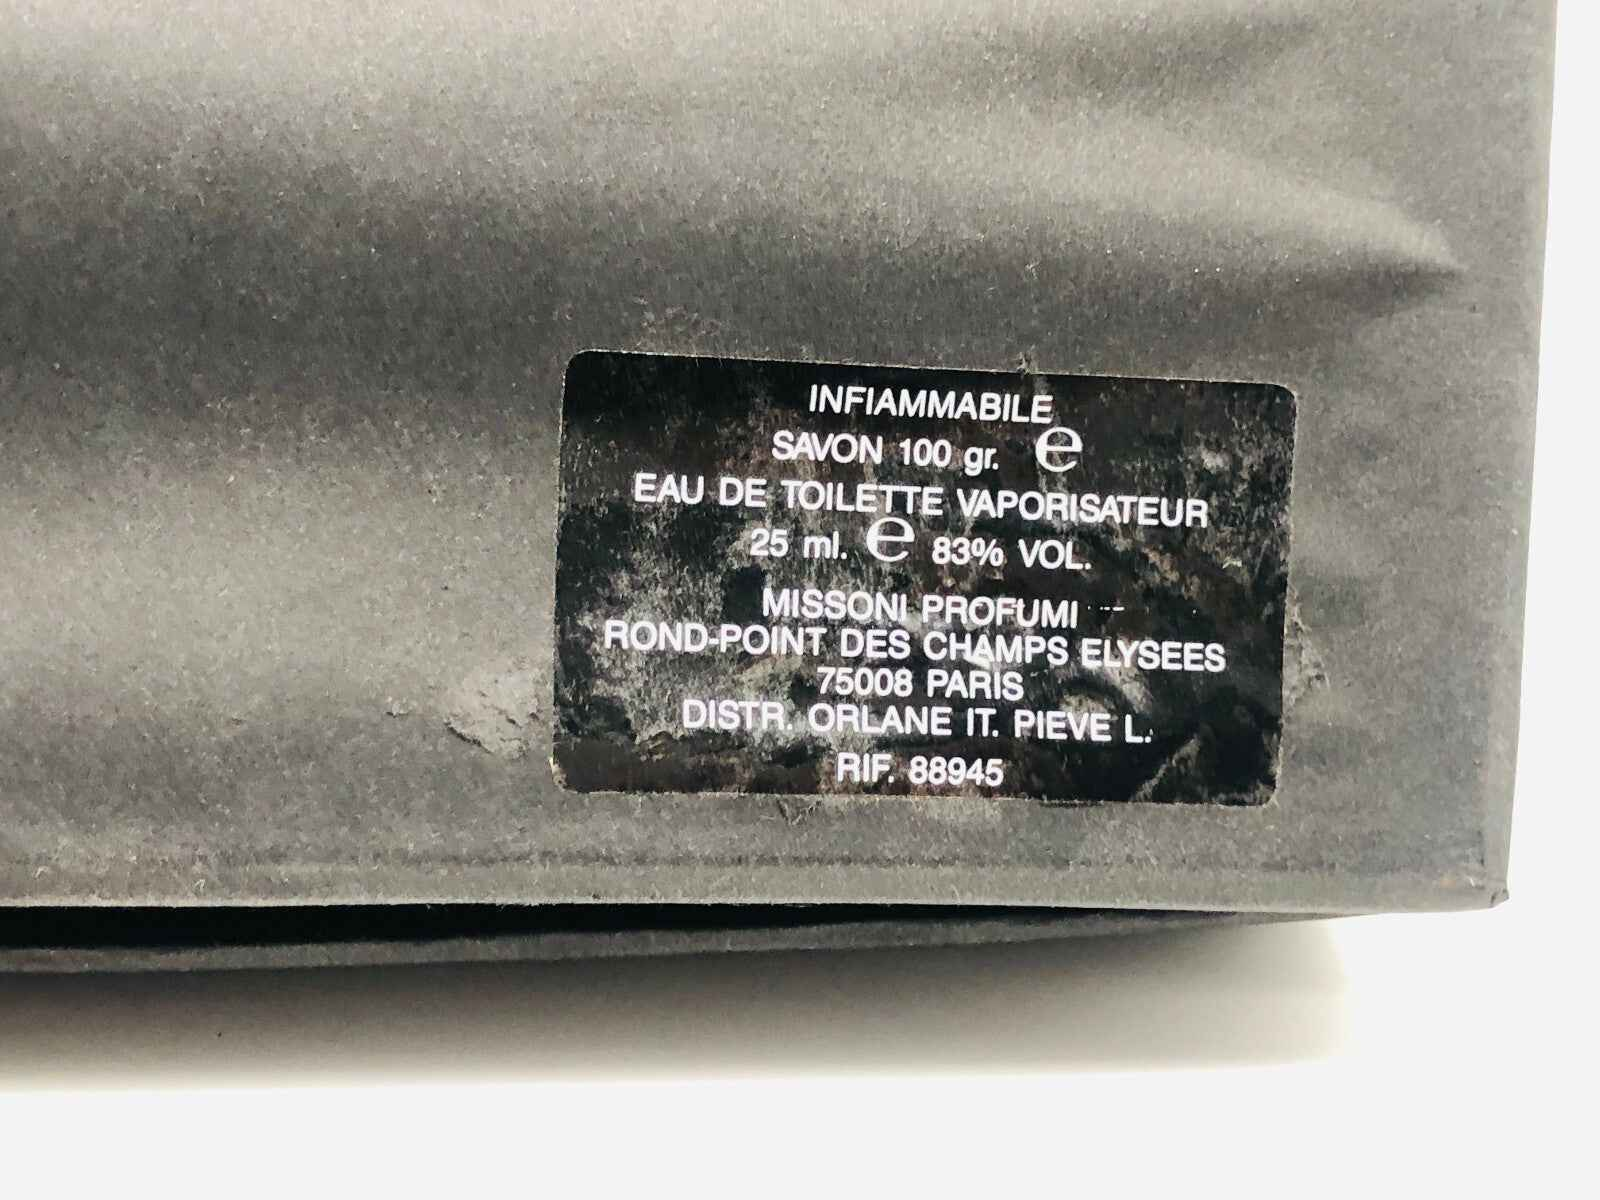 INFIAMMABILE
SAVON 100 gr. ℮
EAU DE TOILETTE VAPORISATEUR
25 ml. ℮ 83% VOL.
MISSONI PROFUMI
ROND-POINT DES CHAMPS ELYSEES
75008 PARIS
DISTR. ORLANE IT. PIEVE L.
RIF. 88945